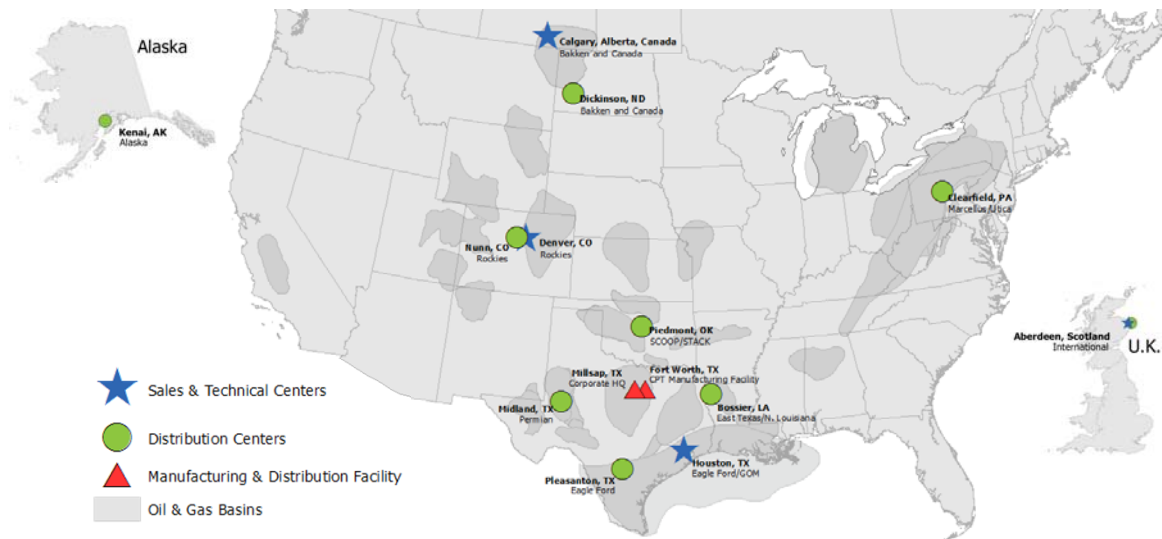 Alaska
Calgary, Alberta, Canada
Bakken and Canada
Dickinson, ND
Bakken and Canada
Kenai, AK
Alaska
Clearfield, PA
Marcellus/Utica
Nunn, CO
Rockies
Denver, CO
Rockies
Piedmont, OK
SCOOP/STACK
Aberdeen, Scotland
International
U.K.
Millsap, TX
Corporate HQ
Fort Worth, TX
CPT Manufacturing Facility
Midland, TX
Permian
Bossier, LA
East Texas/N. Louisiana
Houston, TX
Eagle Ford/GOM
Pleasanton, TX
Eagle Ford
Sales & Technical Centers
Distribution Centers
Manufacturing & Distribution Facility
Oil & Gas Basins